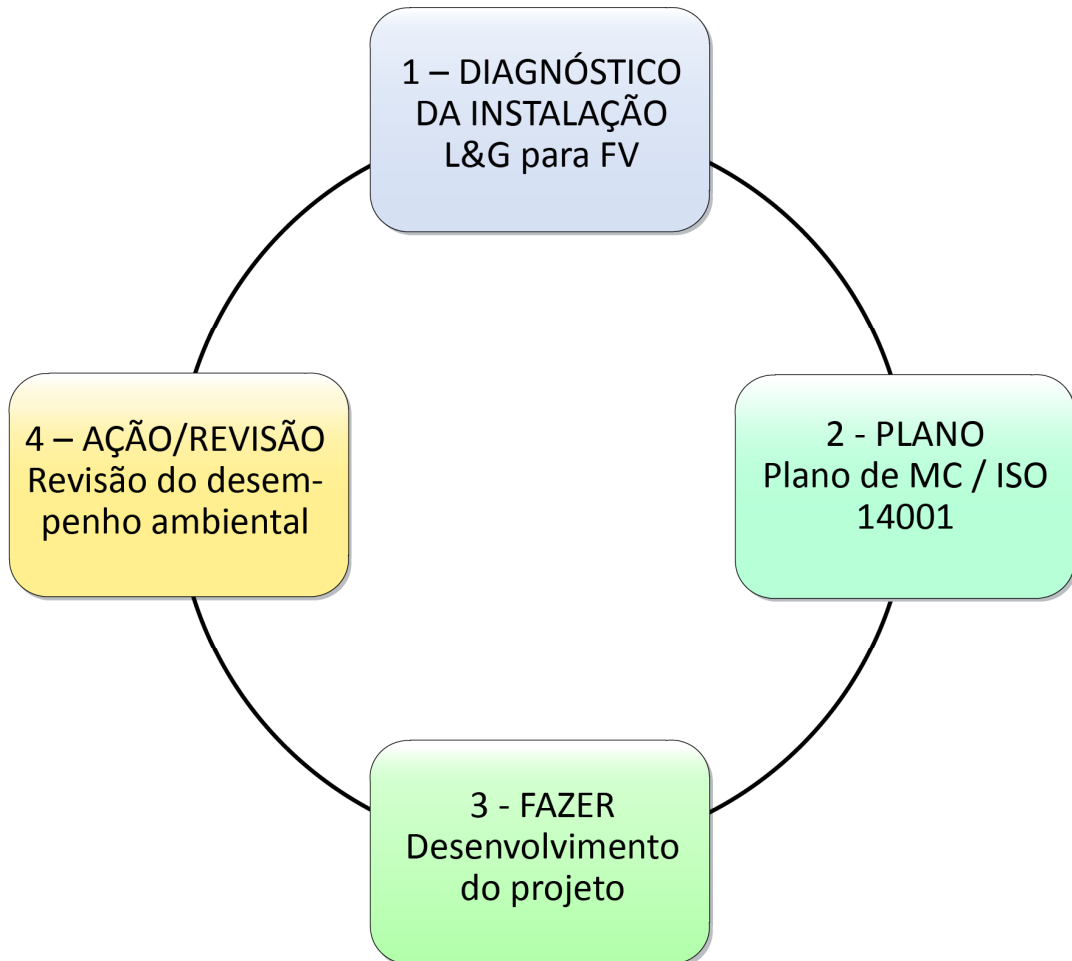 1 – DIAGNÓSTICO
DA INSTALAÇÃO
L&G para FV
2 - PLANO
Plano de MC / ISO
14001
3 - FAZER
Desenvolvimento
do projeto
4 – AÇÃO/REVISÃO
Revisão do desem-
penho ambiental